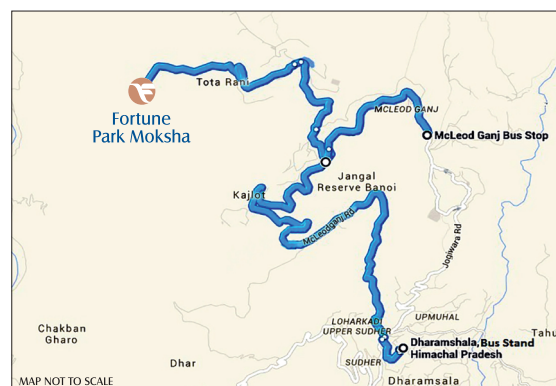 Tota Rani
Fortune
Park Moksha
MCLEOD GANJ
McLeod Ganj Bus Stop
Jangal
Reserve Banoi
Kajlot
McLeodganj Rd
Jogiwara Rd
LOHARKADI
UPPER SUDHER
UPMUHAL
Chakban
Gharo
Dharamshala, Bus Stand
Himachal Pradesh
Tahu
Dhar
SUDHER
Dharamsala
MAP NOT TO SCALE